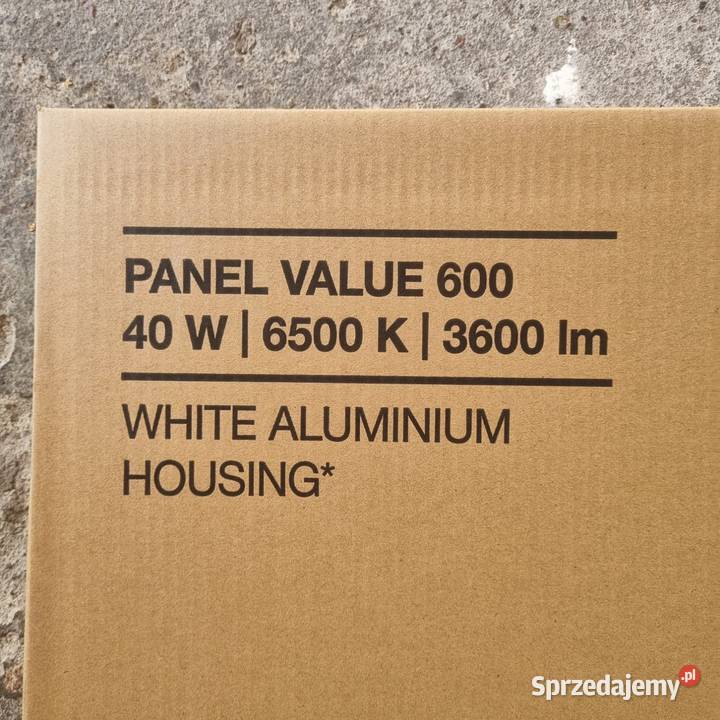 PANEL VALUE 600
40 W | 6500 K | 3600 lm
WHITE ALUMINIUM
HOUSING*
Sprzedajemy.pl